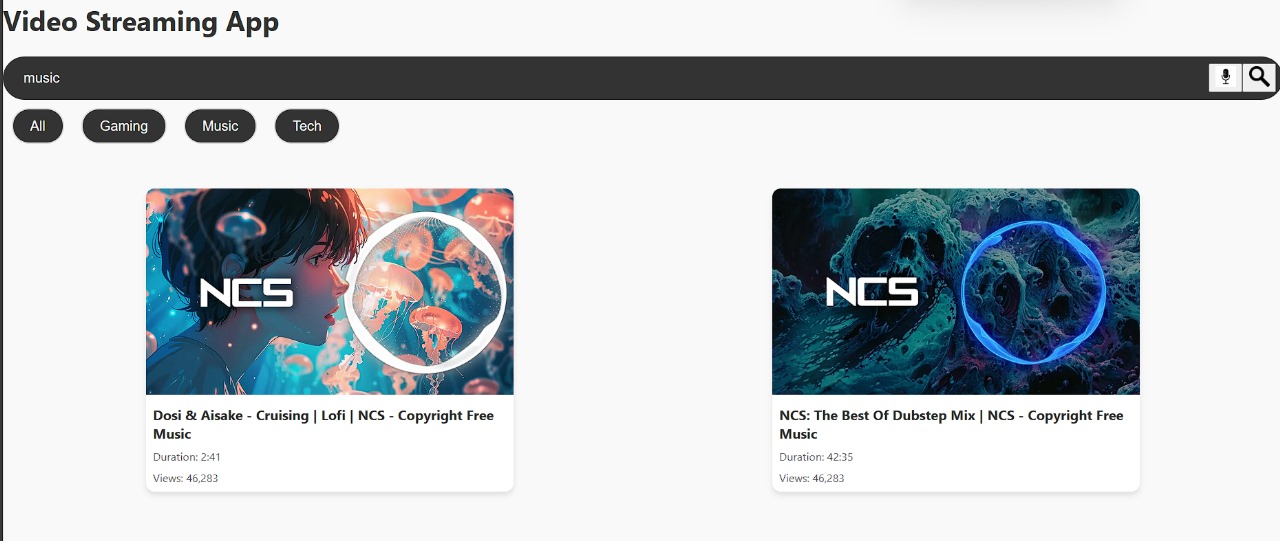 Video Streaming App
music
All Gaming Music Tech
NCS
NCS
Dosi & Aisake - Cruising | Lofi | NCS - Copyright Free
Music
Duration: 2:41
Views: 46,283
NCS: The Best Of Dubstep Mix | NCS - Copyright Free
Music
Duration: 42:35
Views: 46,283